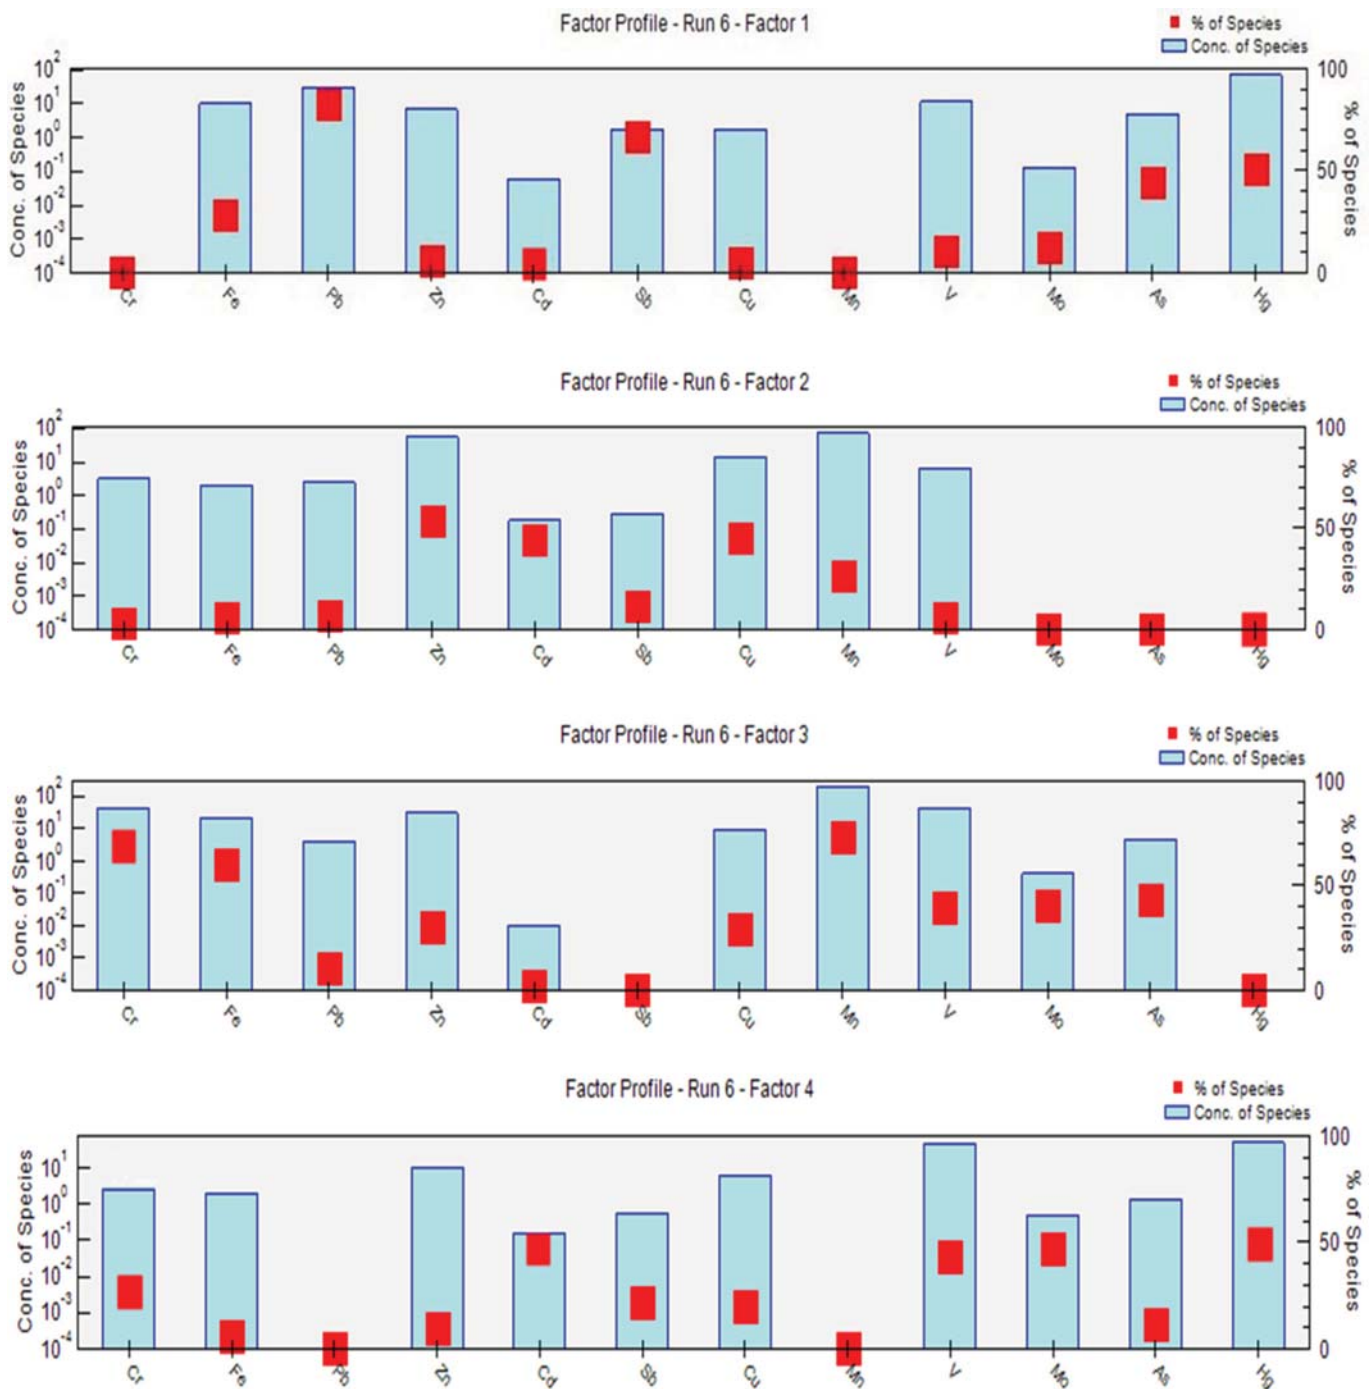 Factor Profile - Run 6 - Factor 1
% of Species
Conc. of Species
Conc. of Species
10^2
10^1
10^0
10^-1
10^-2
10^-3
10^-4
100
50
0
% of Species
Cr Fe Pb Zn Cd Sb Cu Mn V Mo As Hg
Factor Profile - Run 6 - Factor 2
% of Species
Conc. of Species
Conc. of Species
10^2
10^1
10^0
10^-1
10^-2
10^-3
10^-4
100
50
0
% of Species
Cr Fe Pb Zn Cd Sb Cu Mn V Mo As Hg
Factor Profile - Run 6 - Factor 3
% of Species
Conc. of Species
Conc. of Species
10^2
10^1
10^0
10^-1
10^-2
10^-3
10^-4
100
50
0
% of Species
Cr Fe Pb Zn Cd Sb Cu Mn V Mo As Hg
Factor Profile - Run 6 - Factor 4
% of Species
Conc. of Species
Conc. of Species
10^1
10^0
10^-1
10^-2
10^-3
10^-4
100
50
0
% of Species
Cr Fe Pb Zn Cd Sb Cu Mn V Mo As Hg